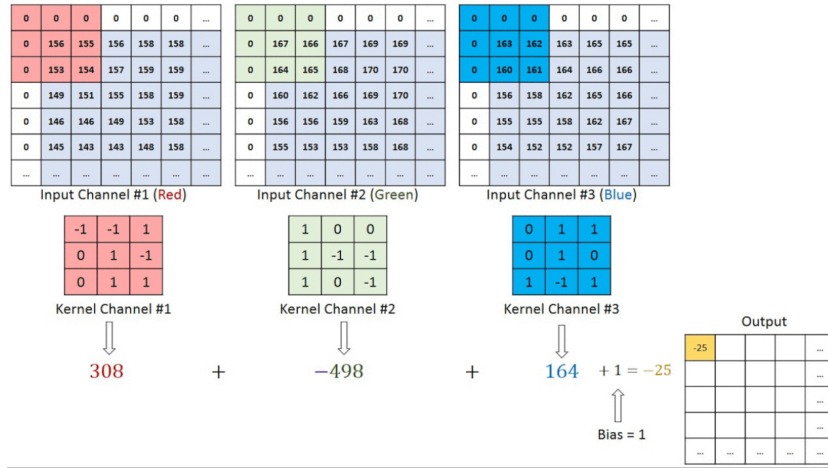 0 0 0 0 0 0 ...
0 156 155 156 158 158 ...
0 153 154 157 159 159 ...
0 149 151 155 158 159 ...
0 146 146 149 153 158 ...
0 145 143 143 148 158 ...
... ... ... ... ... ... ...
Input Channel #1 (Red)
0 0 0 0 0 0 ...
0 167 166 167 169 169 ...
0 164 165 168 170 170 ...
0 160 162 166 169 170 ...
0 156 156 159 163 168 ...
0 155 153 153 158 168 ...
... ... ... ... ... ... ...
Input Channel #2 (Green)
0 0 0 0 0 0 ...
0 163 162 163 165 165 ...
0 160 161 164 166 166 ...
0 156 158 162 165 166 ...
0 155 155 158 162 167 ...
0 154 152 152 157 167 ...
... ... ... ... ... ... ...
Input Channel #3 (Blue)
-1 -1 1
0 1 -1
0 1 1
Kernel Channel #1
1 0 0
1 -1 -1
1 0 -1
Kernel Channel #2
0 1 1
0 1 0
1 -1 1
Kernel Channel #3
308 + −498 + 164 + 1 = −25
Bias = 1
Output
-25 ...
...
...
...
... ... ... ... ...